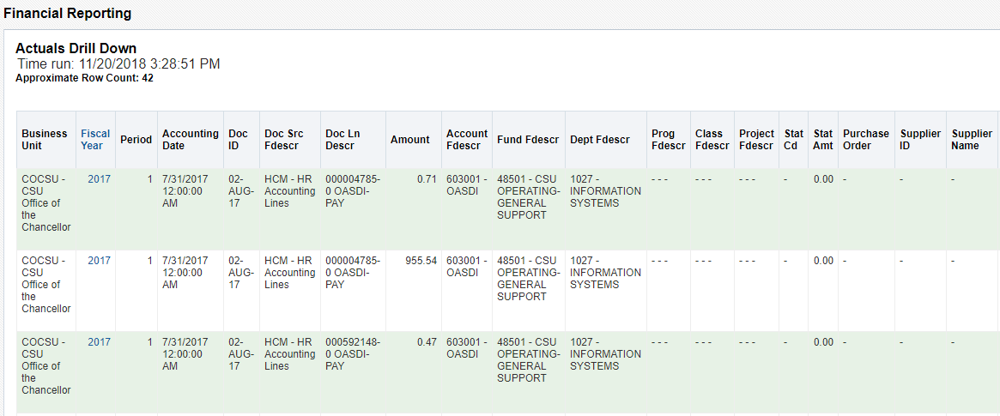 Financial Reporting
Actuals Drill Down
Time run: 11/20/2018 3:28:51 PM
Approximate Row Count: 42
Business Unit Fiscal Year Period Accounting Date Doc ID Doc Src Fdescr Doc Ln Descr Amount Account Fdescr Fund Fdescr Dept Fdescr Prog Fdescr Class Fdescr Project Fdescr Stat Cd Stat Amt Purchase Order Supplier ID Supplier Name
COCSU - CSU Office of the Chancellor 2017 1 7/31/2017 12:00:00 AM 02-AUG-17 HCM - HR Accounting Lines 000004785-0 OASDI-PAY 0.71 603001 - OASDI 48501 - CSU OPERATING-GENERAL SUPPORT 1027 - INFORMATION SYSTEMS - - - - - - - - - - 0.00 - - -
COCSU - CSU Office of the Chancellor 2017 1 7/31/2017 12:00:00 AM 02-AUG-17 HCM - HR Accounting Lines 000004785-0 OASDI-PAY 955.54 603001 - OASDI 48501 - CSU OPERATING-GENERAL SUPPORT 1027 - INFORMATION SYSTEMS - - - - - - - - - - 0.00 - - -
COCSU - CSU Office of the Chancellor 2017 1 7/31/2017 12:00:00 AM 02-AUG-17 HCM - HR Accounting Lines 000592148-0 OASDI-PAY 0.47 603001 - OASDI 48501 - CSU OPERATING-GENERAL SUPPORT 1027 - INFORMATION SYSTEMS - - - - - - - - - - 0.00 - - -